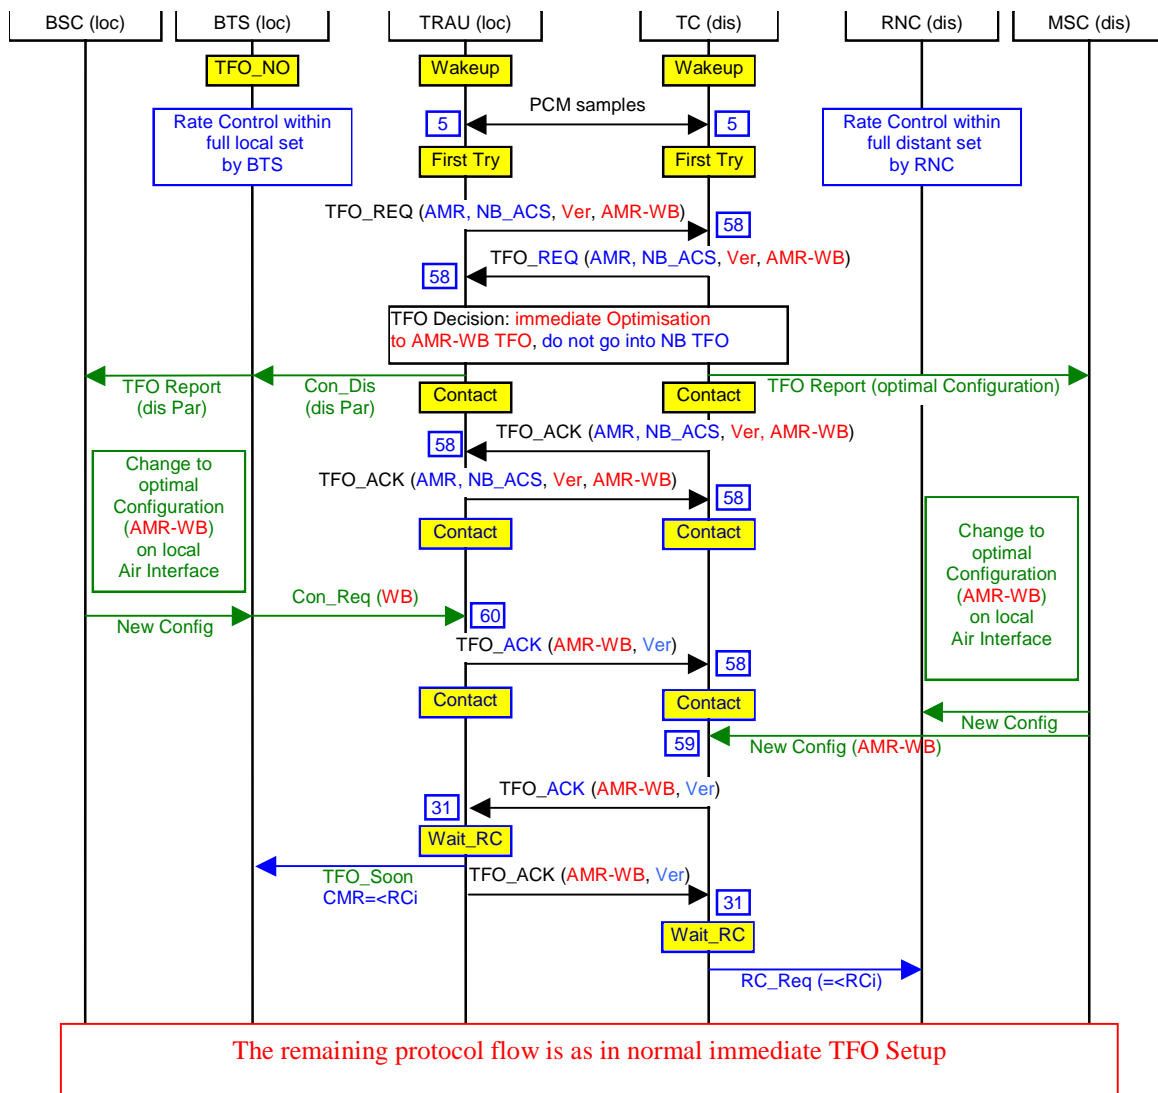 BSC (loc)
BTS (loc)
TRAU (loc)
TC (dis)
RNC (dis)
MSC (dis)
TFO_NO
Wakeup
Wakeup
PCM samples
Rate Control within
full local set
by BTS
5
5
Rate Control within
full distant set
by RNC
First Try
First Try
TFO_REQ (AMR, NB_ACS, Ver, AMR-WB)
58
TFO_REQ (AMR, NB_ACS, Ver, AMR-WB)
58
TFO Decision: immediate Optimisation
to AMR-WB TFO, do not go into NB TFO
TFO Report
(dis Par)
Con_Dis
(dis Par)
Contact
Contact
TFO Report (optimal Configuration)
TFO_ACK (AMR, NB_ACS, Ver, AMR-WB)
58
Change to
optimal
Configuration
(AMR-WB)
on local
Air Interface
TFO_ACK (AMR, NB_ACS, Ver, AMR-WB)
58
Contact
Contact
Change to
optimal
Configuration
(AMR-WB)
on local
Air Interface
Con_Req (WB)
New Config
60
TFO_ACK (AMR-WB, Ver)
58
Contact
Contact
New Config
59
New Config (AMR-WB)
TFO_ACK (AMR-WB, Ver)
31
Wait_RC
TFO_Soon
CMR=<RCi
TFO_ACK (AMR-WB, Ver)
31
Wait_RC
RC_Req (=<RCi)
The remaining protocol flow is as in normal immediate TFO Setup